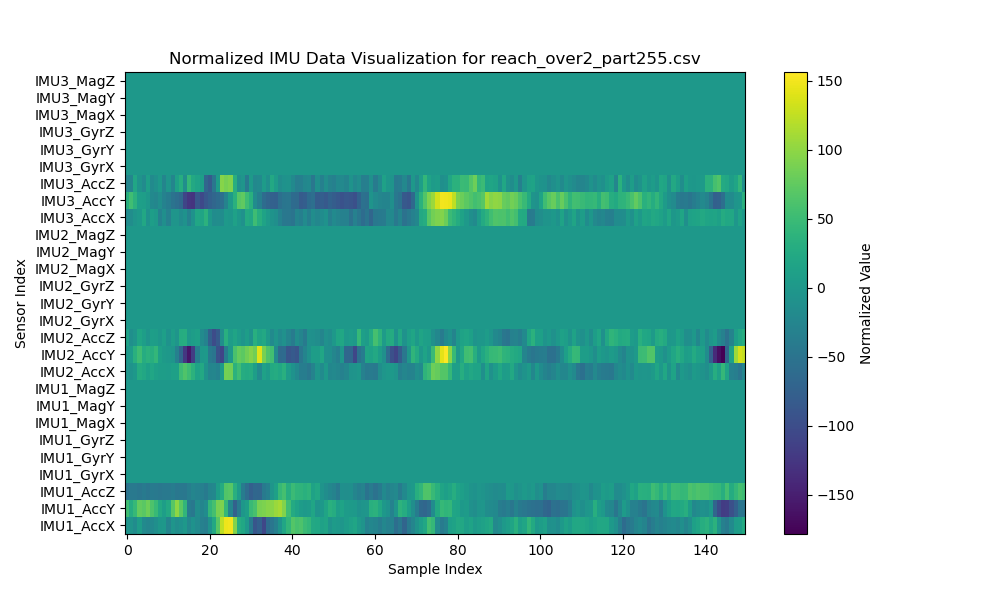 Normalized IMU Data Visualization for reach_over2_part255.csv
IMU3_MagZ
IMU3_MagY
IMU3_MagX
IMU3_GyrZ
IMU3_GyrY
IMU3_GyrX
IMU3_AccZ
IMU3_AccY
IMU3_AccX
IMU2_MagZ
IMU2_MagY
IMU2_MagX
IMU2_GyrZ
IMU2_GyrY
IMU2_GyrX
IMU2_AccZ
IMU2_AccY
IMU2_AccX
IMU1_MagZ
IMU1_MagY
IMU1_MagX
IMU1_GyrZ
IMU1_GyrY
IMU1_GyrX
IMU1_AccZ
IMU1_AccY
IMU1_AccX
Sensor Index
0 20 40 60 80 100 120 140
Sample Index
150
100
50
0
−50
−100
−150
Normalized Value